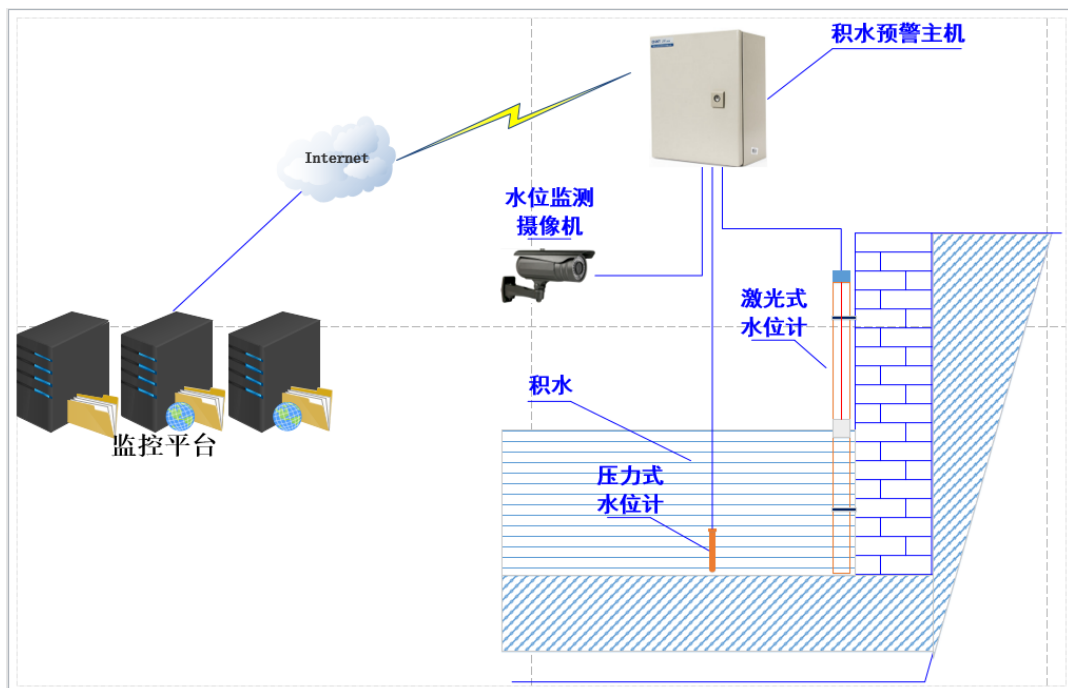 积水预警主机
Internet
水位监测
摄像机
激光式
水位计
积水
监控平台
压力式
水位计